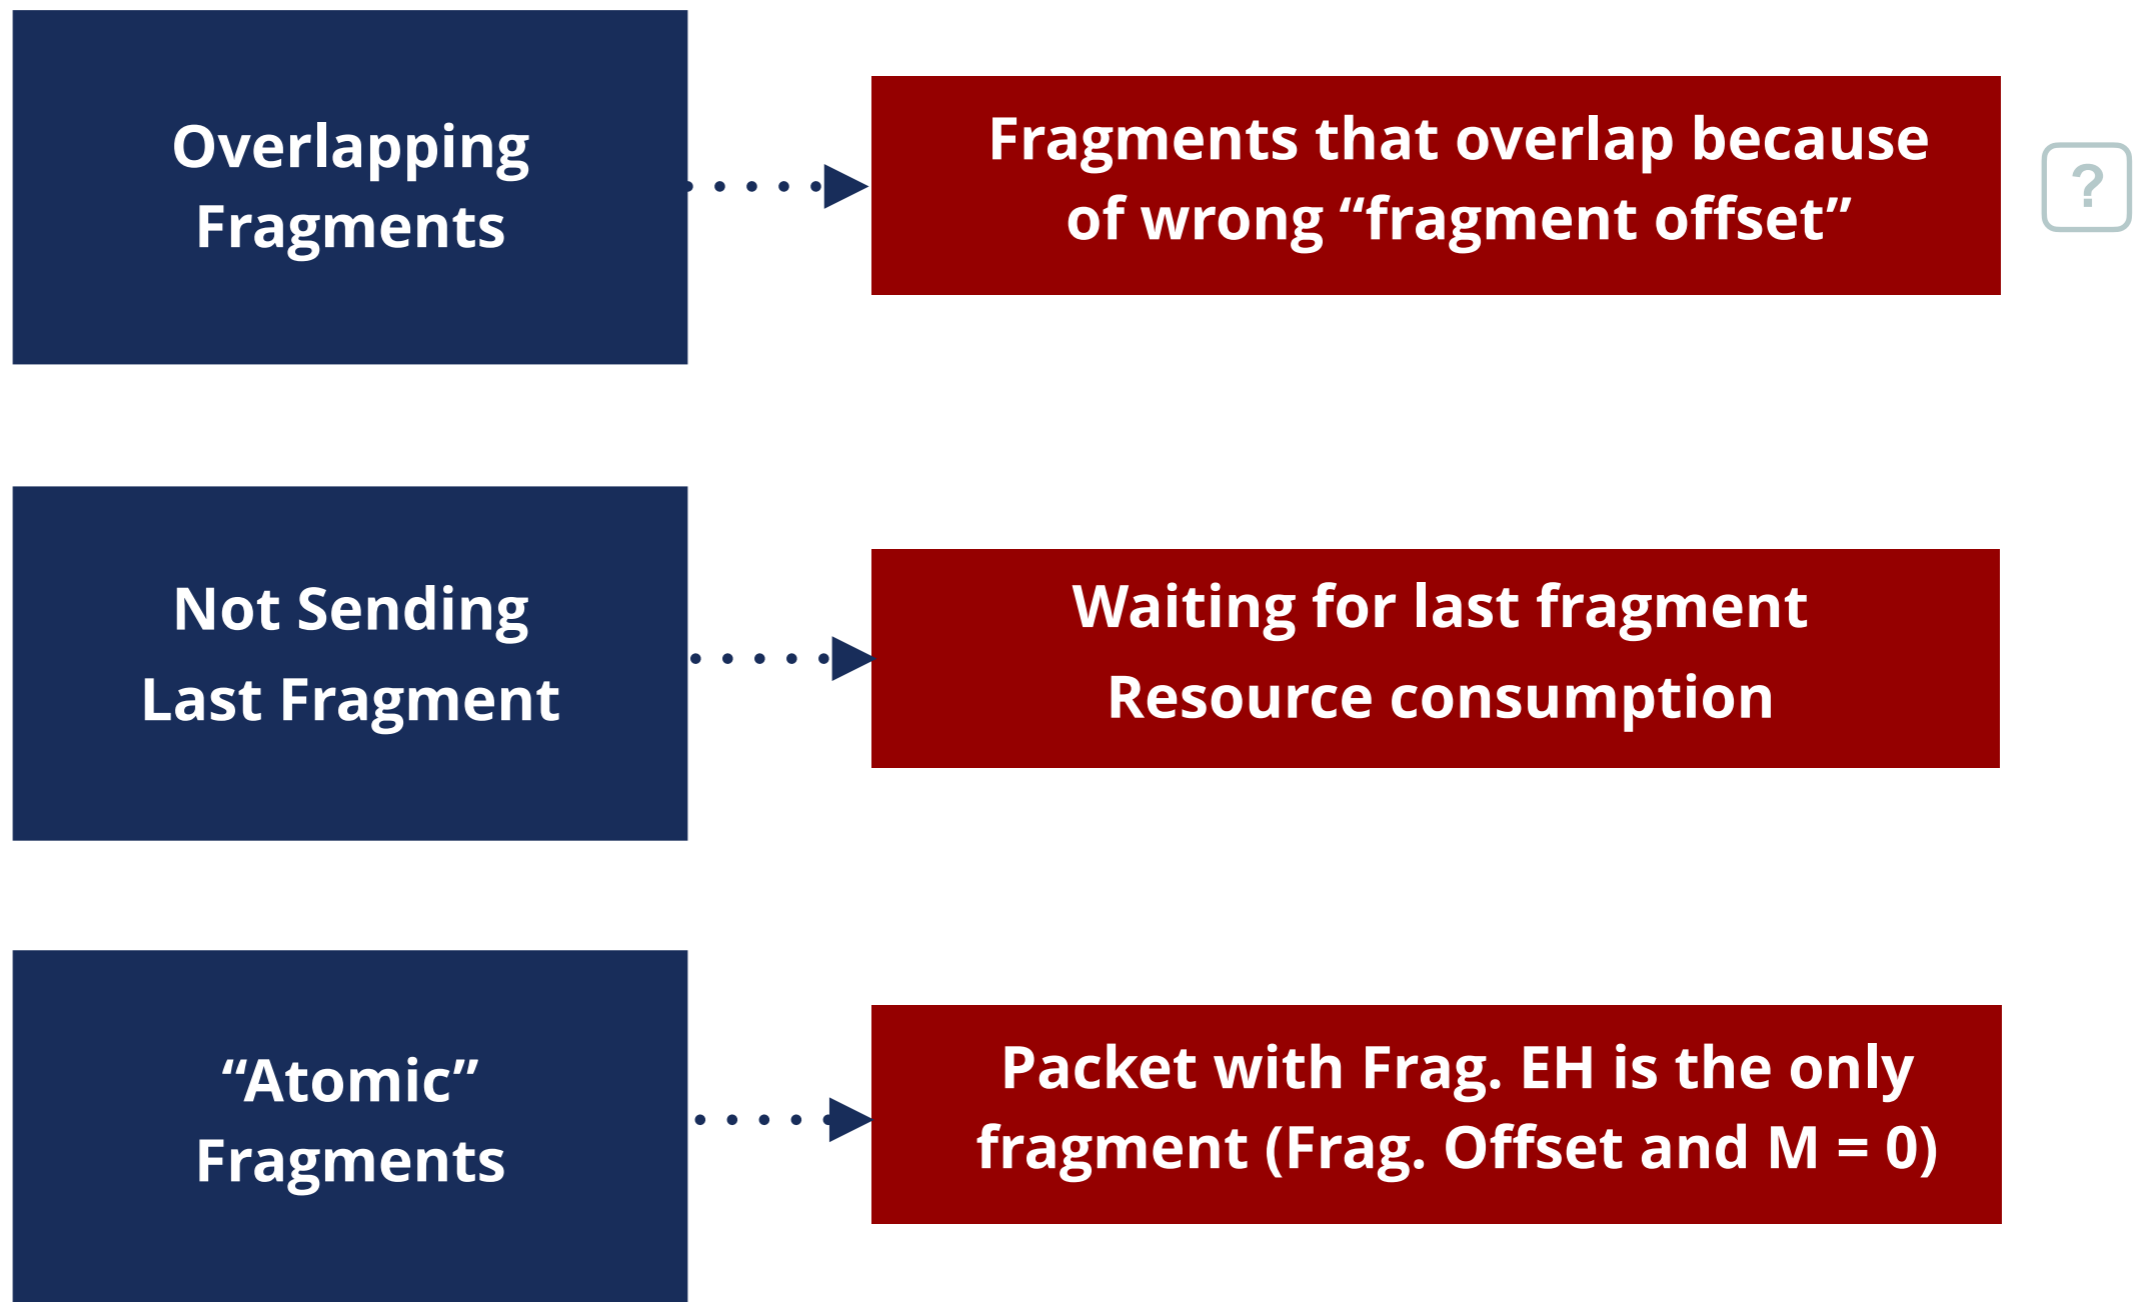 Overlapping
Fragments
Fragments that overlap because
of wrong “fragment offset”
?
Not Sending
Last Fragment
Waiting for last fragment
Resource consumption
“Atomic”
Fragments
Packet with Frag. EH is the only
fragment (Frag. Offset and M = 0)